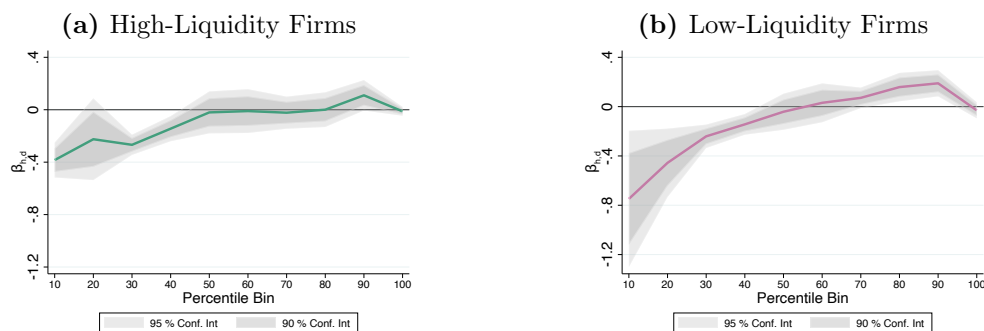 (a) High-Liquidity Firms
.4
0
-.4
-.8
-1.2
βh,d
10 20 30 40 50 60 70 80 90 100
Percentile Bin
95 % Conf. Int 90 % Conf. Int
(b) Low-Liquidity Firms
.4
0
-.4
-.8
-1.2
βh,d
10 20 30 40 50 60 70 80 90 100
Percentile Bin
95 % Conf. Int 90 % Conf. Int